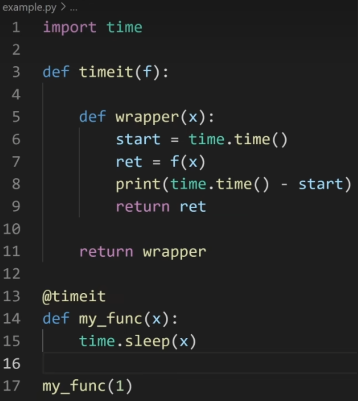 example.py > ...
1 import time
2
3 def timeit(f):
4
5     def wrapper(x):
6         start = time.time()
7         ret = f(x)
8         print(time.time() - start)
9         return ret
10
11     return wrapper
12
13 @timeit
14 def my_func(x):
15     time.sleep(x)
16
17 my_func(1)